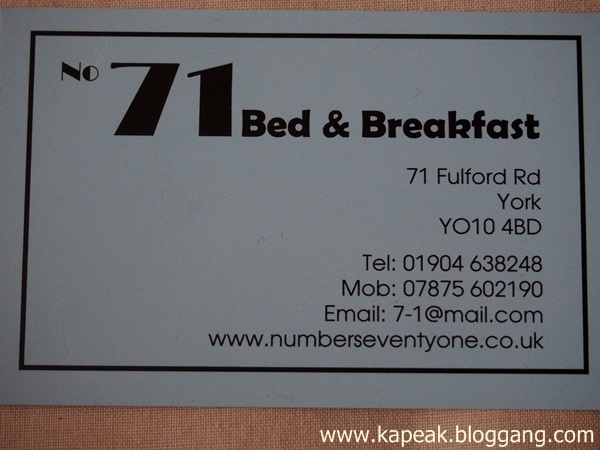 No 71 Bed & Breakfast
71 Fulford Rd
York
YO10 4BD
Tel: 01904 638248
Mob: 07875 602190
Email: 7-1@mail.com
www.numberseventyone.co.uk
www.kapeak.bloggang.com